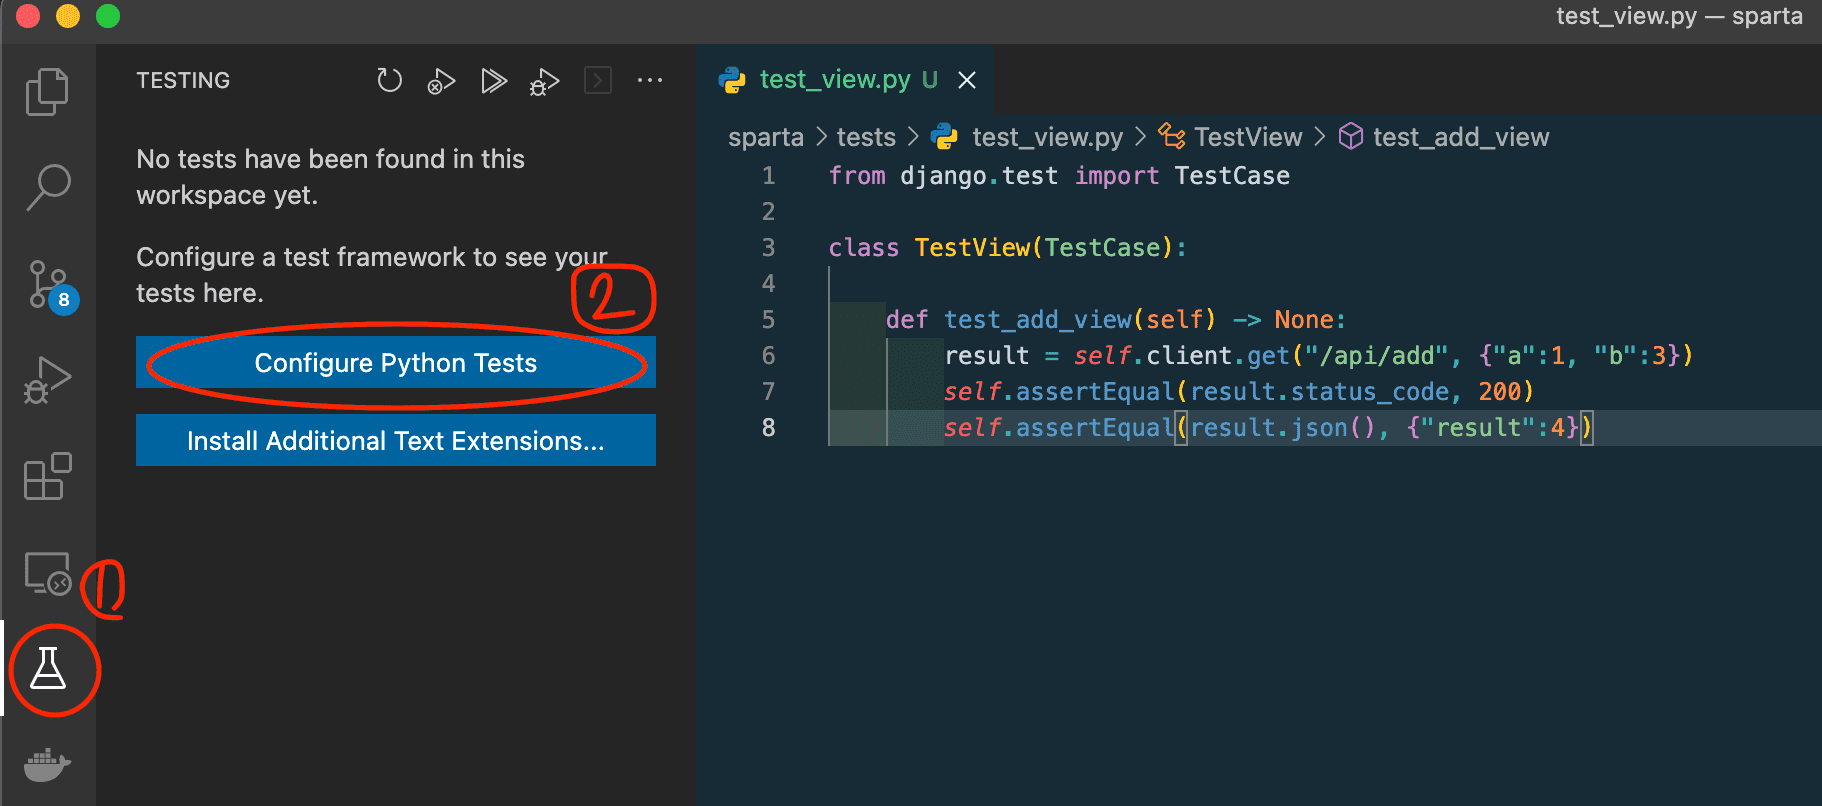 test_view.py — sparta
TESTING
No tests have been found in this
workspace yet.
Configure a test framework to see your
tests here.
2
Configure Python Tests
Install Additional Text Extensions...
8
1
test_view.py U
sparta > tests > test_view.py > TestView > test_add_view
1 from django.test import TestCase
2
3 class TestView(TestCase):
4
5 def test_add_view(self) -> None:
6 result = self.client.get("/api/add", {"a":1, "b":3})
7 self.assertEqual(result.status_code, 200)
8 self.assertEqual(result.json(), {"result":4})